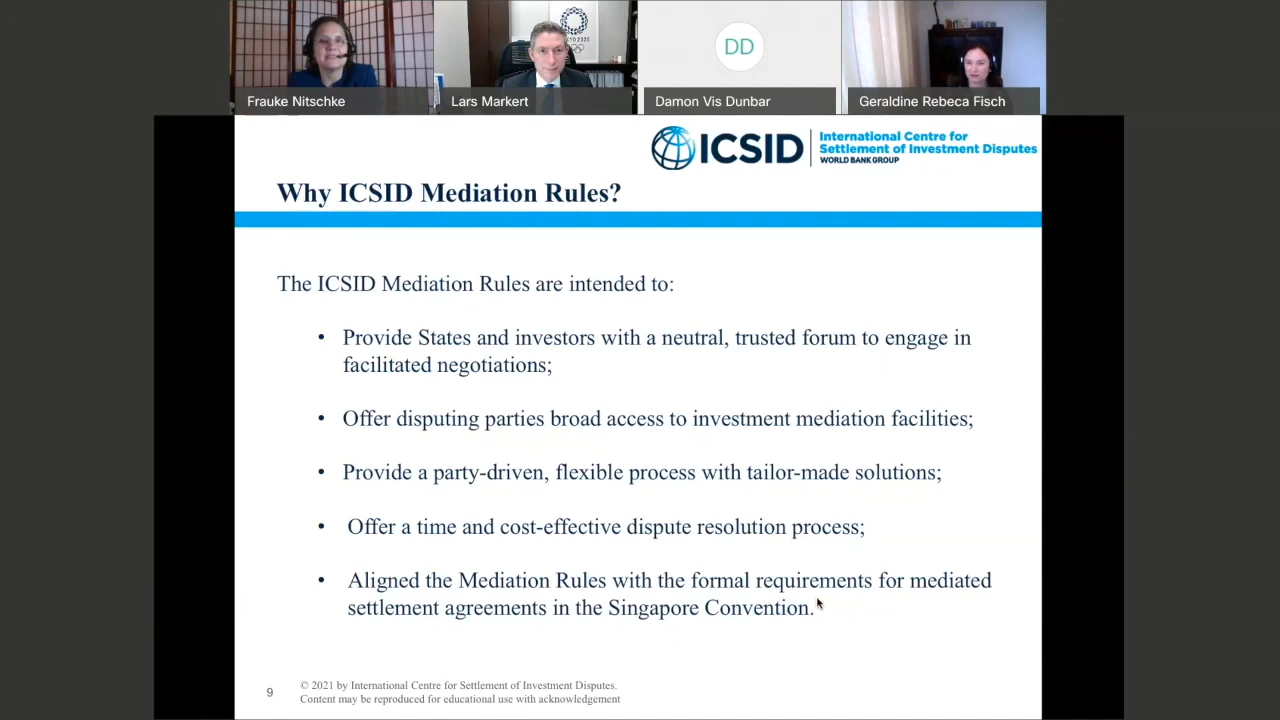 Frauke Nitschke
Lars Markert
DD
Damon Vis Dunbar
Geraldine Rebeca Fisch
ICSID
International Centre for
Settlement of Investment Disputes
WORLD BANK GROUP
Why ICSID Mediation Rules?
The ICSID Mediation Rules are intended to:
• Provide States and investors with a neutral, trusted forum to engage in
facilitated negotiations;
• Offer disputing parties broad access to investment mediation facilities;
• Provide a party-driven, flexible process with tailor-made solutions;
• Offer a time and cost-effective dispute resolution process;
• Aligned the Mediation Rules with the formal requirements for mediated
settlement agreements in the Singapore Convention.
9
© 2021 by International Centre for Settlement of Investment Disputes.
Content may be reproduced for educational use with acknowledgement